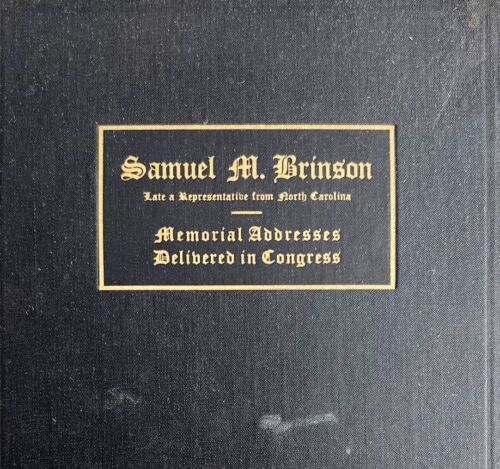 Samuel M. Brinson
Late a Representative from North Carolina
Memorial Addresses
Delivered in Congress